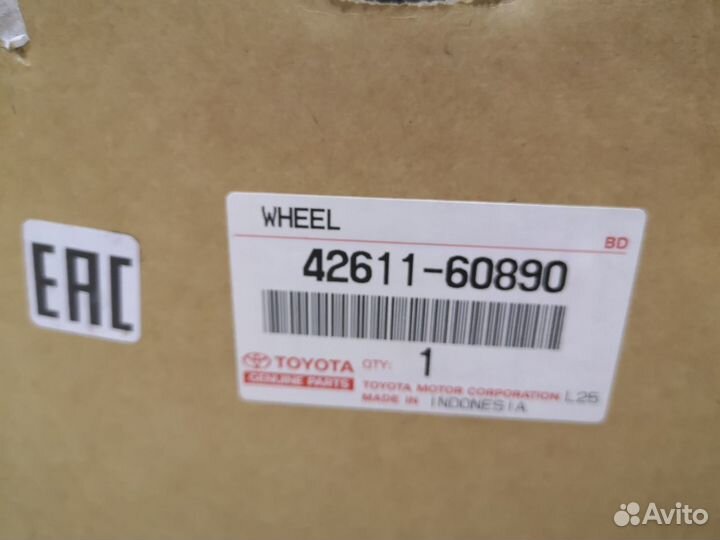 WHEEL
BD
42611-60890
EAC
TOYOTA QTY: 1
GENUINE PARTS TOYOTA MOTOR CORPORATION L25
MADE IN INDONESIA
Avito